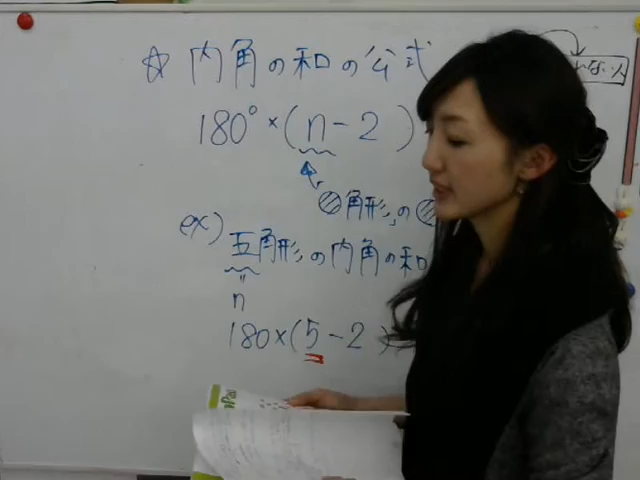 ☆ 内角の和の公式
180°×(n-2)
角形」の
ex) 五角形の内角の和
=
n
180×(5-2)